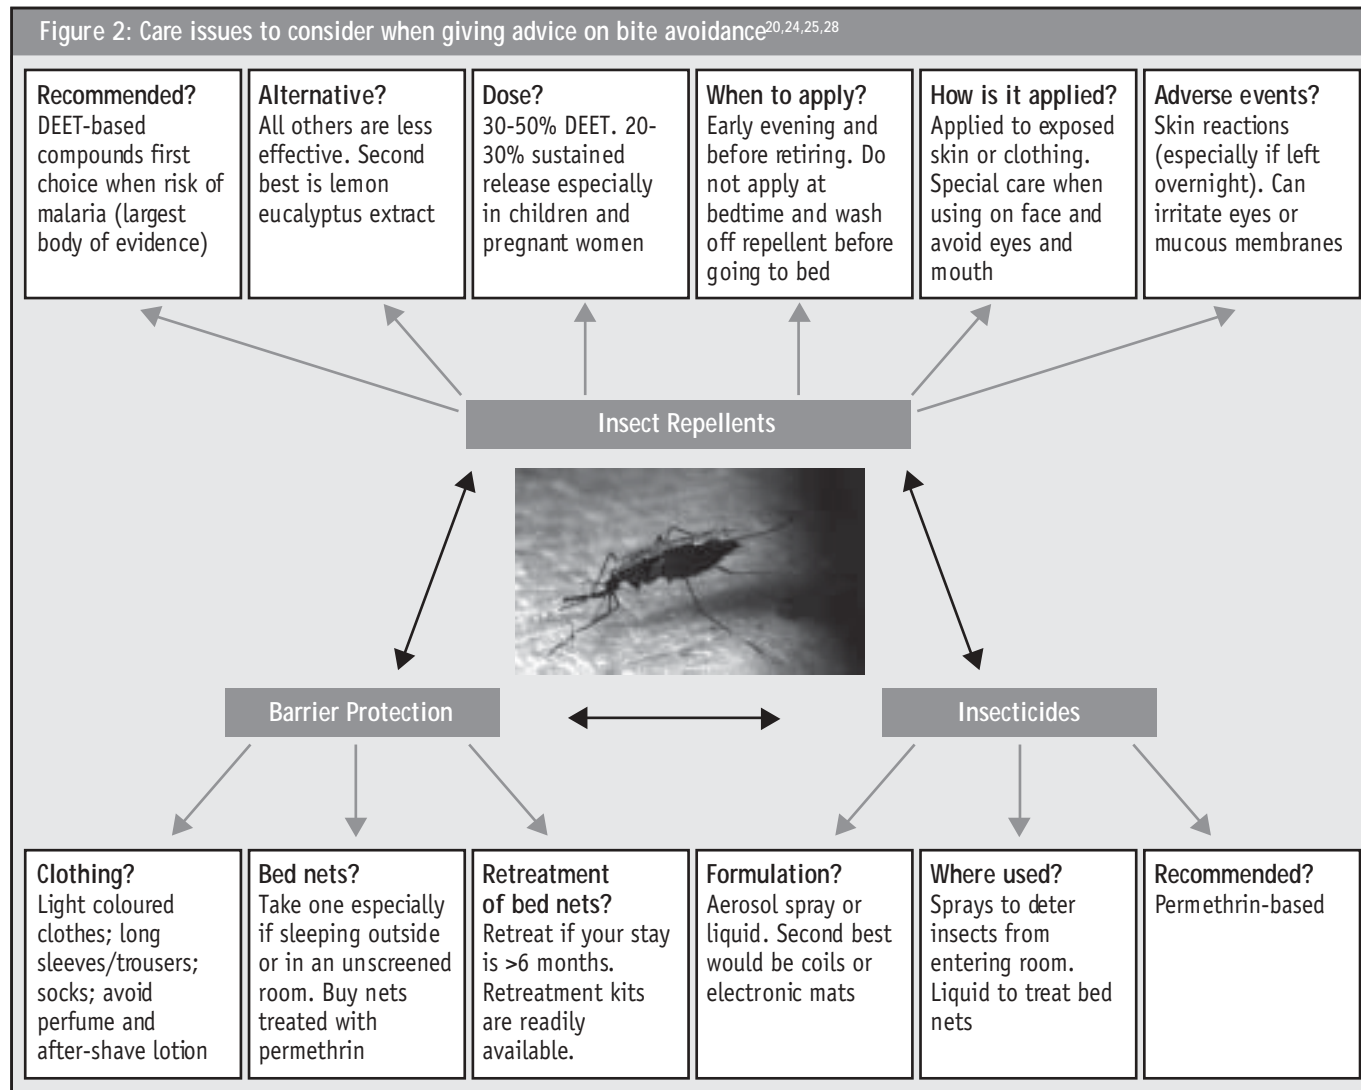 Figure 2: Care issues to consider when giving advice on bite avoidance20,24,25,28
Recommended?
DEET-based
compounds first
choice when risk of
malaria (largest
body of evidence)
Alternative?
All others are less
effective. Second
best is lemon
eucalyptus extract
Dose?
30-50% DEET. 20-
30% sustained
release especially
in children and
pregnant women
When to apply?
Early evening and
before retiring. Do
not apply at
bedtime and wash
off repellent before
going to bed
How is it applied?
Applied to exposed
skin or clothing.
Special care when
using on face and
avoid eyes and
mouth
Adverse events?
Skin reactions
(especially if left
overnight). Can
irritate eyes or
mucous membranes
Insect Repellents
Barrier Protection
Insecticides
Clothing?
Light coloured
clothes; long
sleeves/trousers;
socks; avoid
perfume and
after-shave lotion
Bed nets?
Take one especially
if sleeping outside
or in an unscreened
room. Buy nets
treated with
permethrin
Retreatment
of bed nets?
Retreat if your stay
is >6 months.
Retreatment kits
are readily
available.
Formulation?
Aerosol spray or
liquid. Second best
would be coils or
electronic mats
Where used?
Sprays to deter
insects from
entering room.
Liquid to treat bed
nets
Recommended?
Permethrin-based